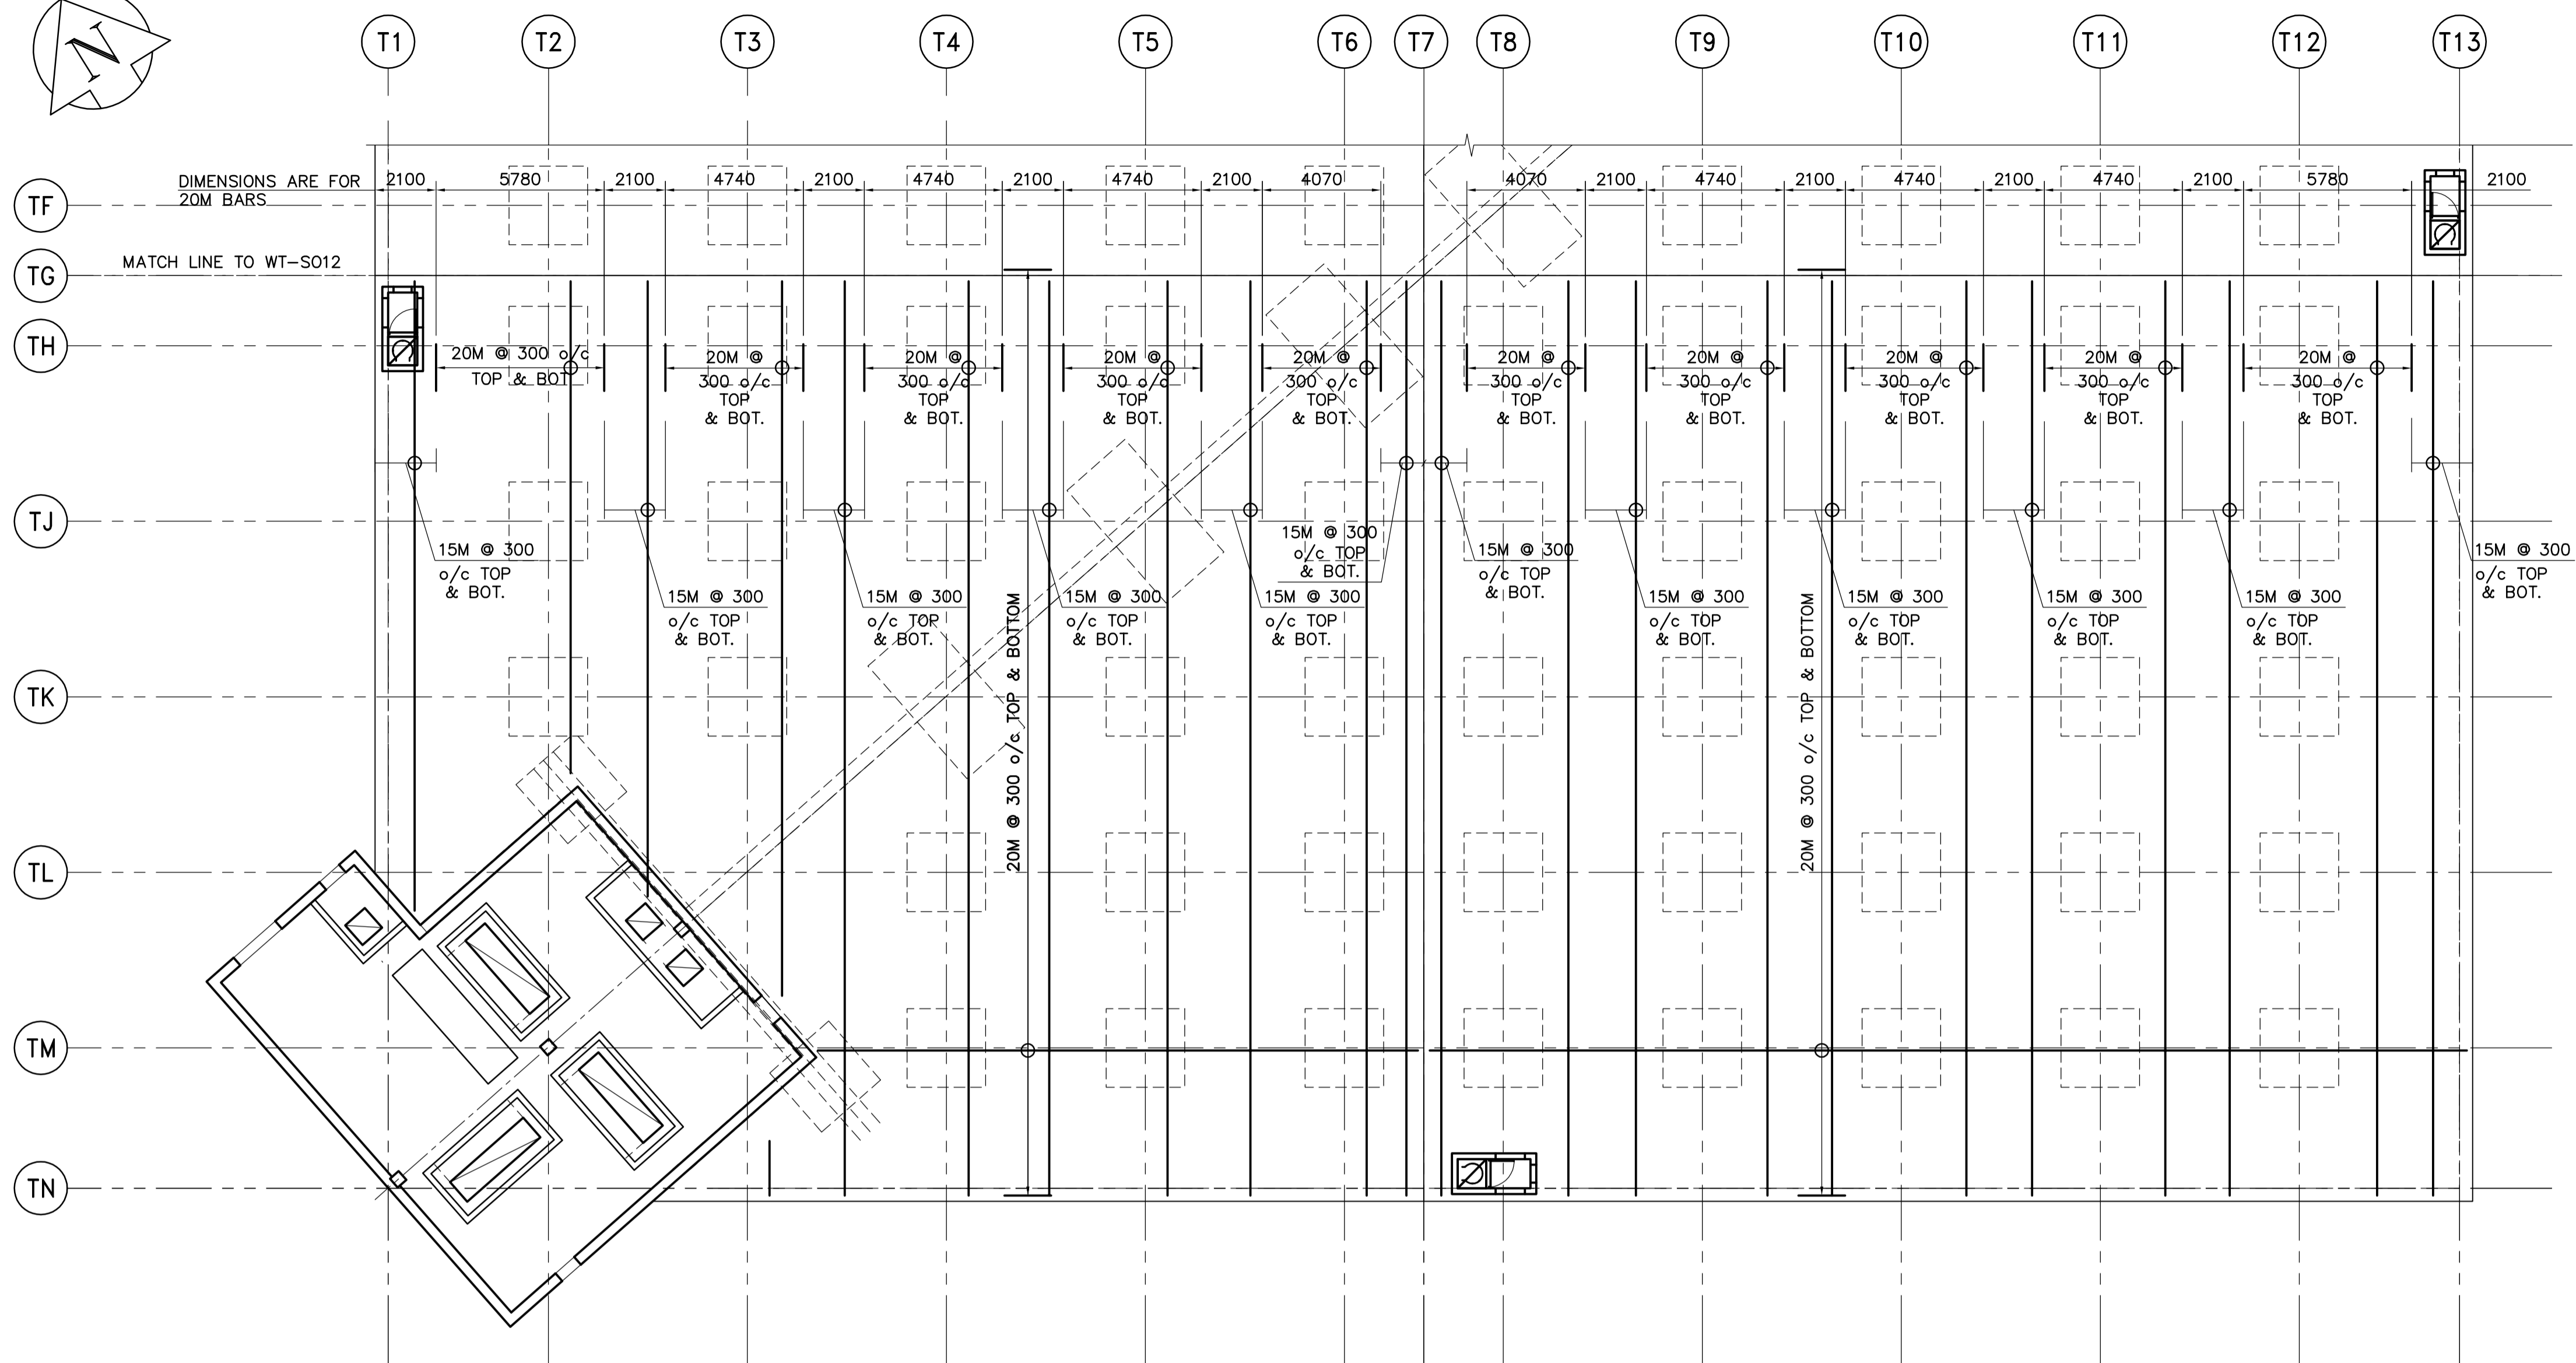 N
T1 T2 T3 T4 T5 T6 T7 T8 T9 T10 T11 T12 T13
DIMENSIONS ARE FOR
20M BARS
2100 5780 2100 4740 2100 4740 2100 4740 2100 4070 4070 2100 4740 2100 4740 2100 4740 2100 5780 2100
TF
TG
MATCH LINE TO WT-S012
TH
20M @ 300 o/c
TOP & BOT
20M @
300 o/c
TOP
& BOT.
20M @
300 o/c
TOP
& BOT.
20M @
300 o/c
TOP
& BOT.
20M @
300 o/c
TOP
& BOT.
20M @
300 o/c
TOP
& BOT.
20M @
300 o/c
TOP
& BOT.
20M @
300 o/c
TOP
& BOT.
20M @
300 o/c
TOP
& BOT.
20M @
300 o/c
TOP
& BOT.
TJ
15M @ 300
o/c TOP
& BOT.
15M @ 300
o/c TOP
& BOT.
15M @ 300
o/c TOP
& BOT.
15M @ 300
o/c TOP
& BOT.
15M @ 300
o/c TOP
& BOT.
15M @ 300
o/c TOP
& BOT.
15M @ 300
o/c TOP
& BOT.
15M @ 300
o/c TOP
& BOT.
15M @ 300
o/c TOP
& BOT.
15M @ 300
o/c TOP
& BOT.
15M @ 300
o/c TOP
& BOT.
15M @ 300
o/c TOP
& BOT.
20M @ 300 o/c TOP & BOTTOM
20M @ 300 o/c TOP & BOTTOM
TK
TL
TM
TN